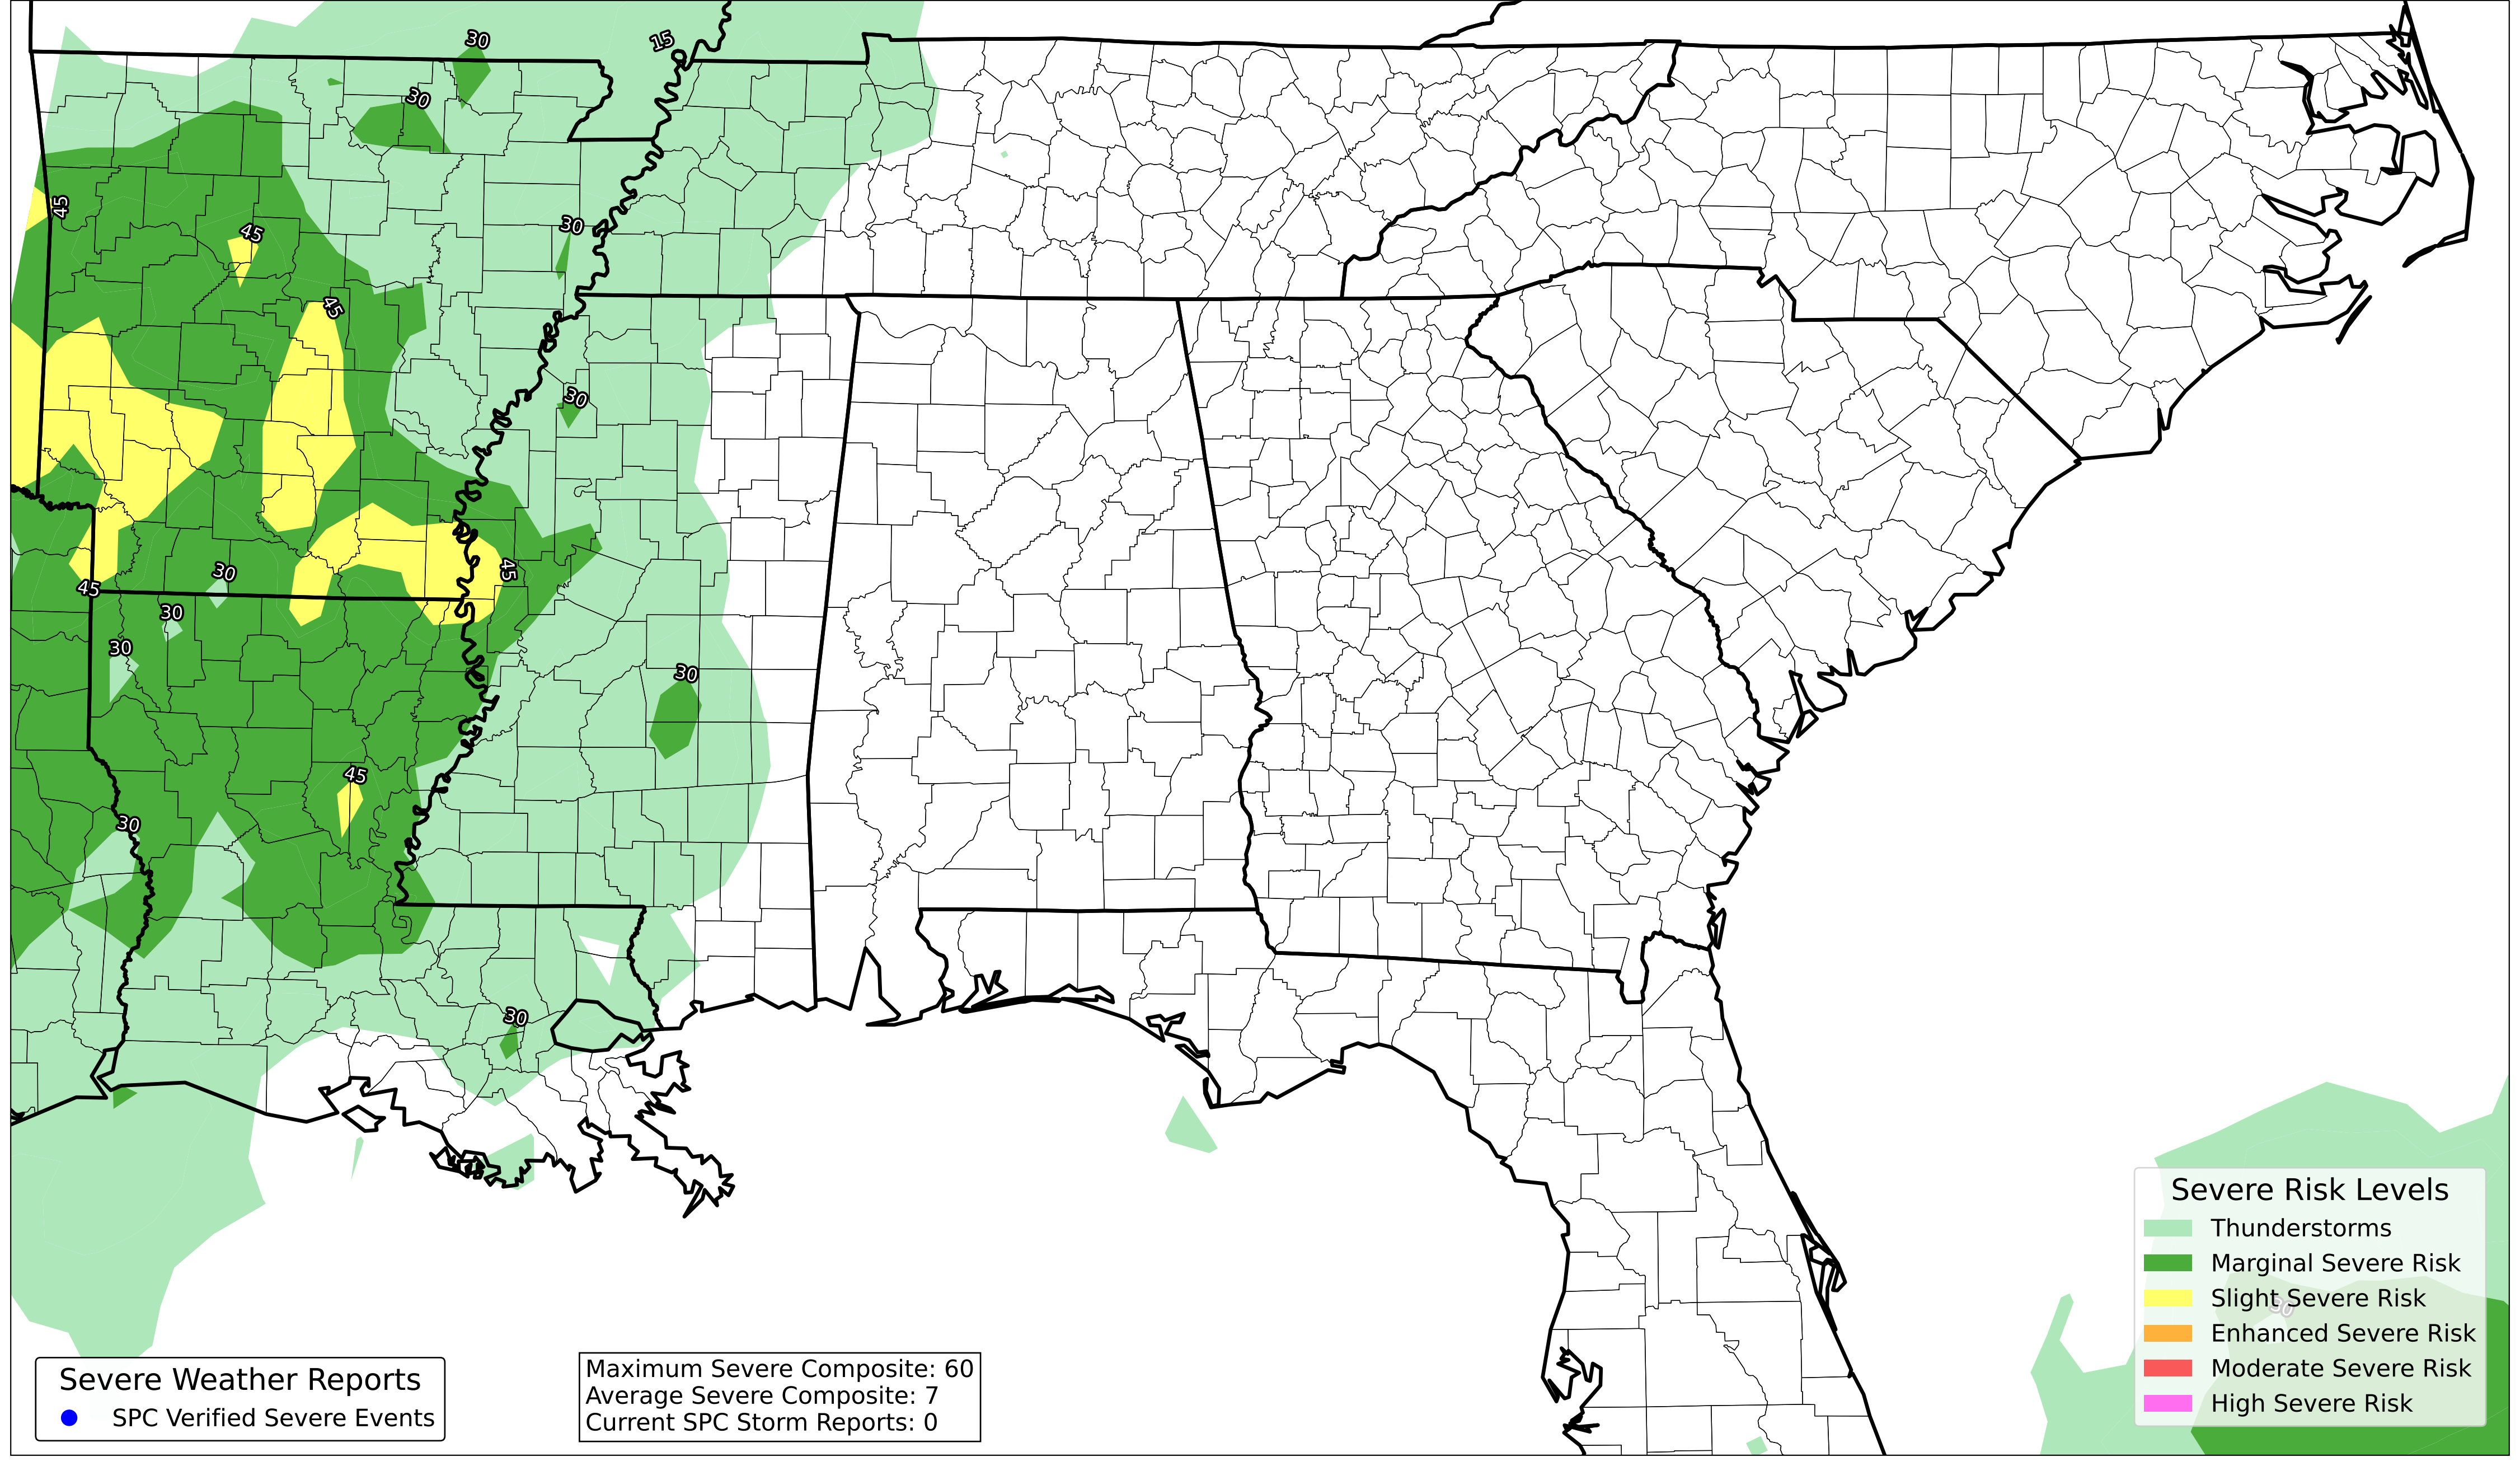 30
15
30
45
45
30
45
30
45
30
45
30
30
30
45
30
30
30
Severe Risk Levels
Thunderstorms
Marginal Severe Risk
Slight Severe Risk
Enhanced Severe Risk
Moderate Severe Risk
High Severe Risk
Severe Weather Reports
SPC Verified Severe Events
Maximum Severe Composite: 60
Average Severe Composite: 7
Current SPC Storm Reports: 0